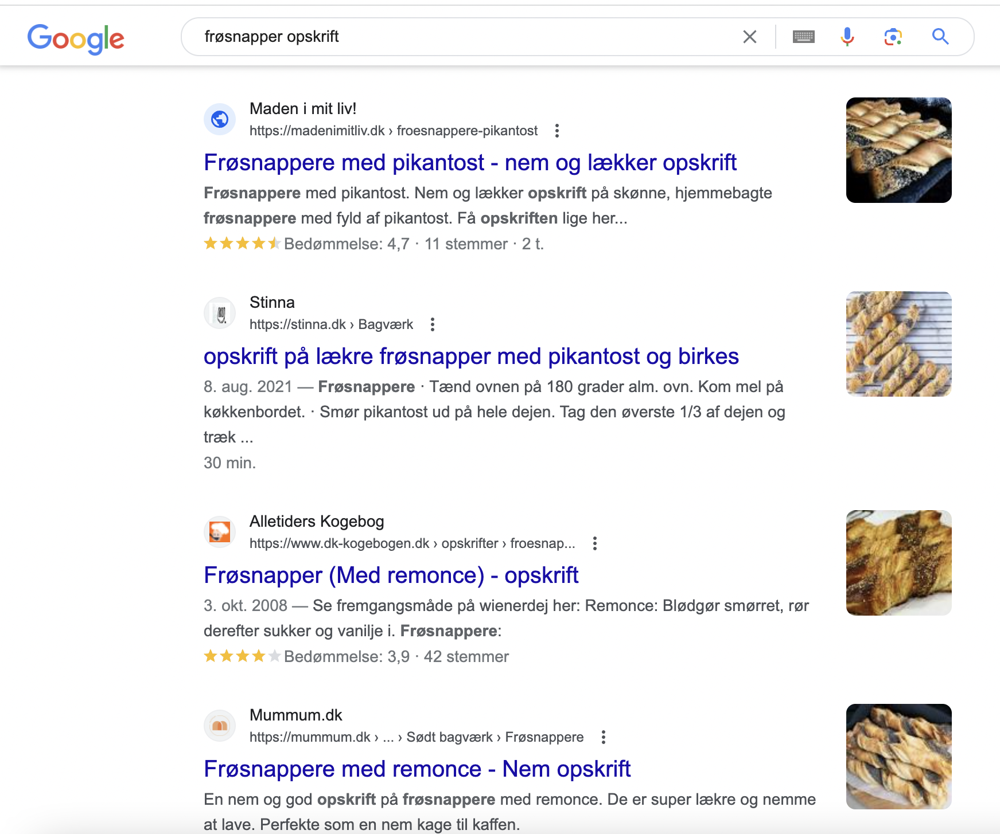 Google
frøsnapper opskrift
Maden i mit liv!
https://madenimitliv.dk › froesnappere-pikantost
Frøsnappere med pikantost - nem og lækker opskrift
Frøsnappere med pikantost. Nem og lækker opskrift på skønne, hjemmebagte
frøsnappere med fyld af pikantost. Få opskriften lige her...
Bedømmelse: 4,7 · 11 stemmer · 2 t.
Stinna
https://stinna.dk › Bagværk
opskrift på lækre frøsnapper med pikantost og birkes
8. aug. 2021 — Frøsnappere · Tænd ovnen på 180 grader alm. ovn. Kom mel på
køkkenbordet. · Smør pikantost ud på hele dejen. Tag den øverste 1/3 af dejen og
træk ...
30 min.
Alletiders Kogebog
https://www.dk-kogebogen.dk › opskrifter › froesnap...
Frøsnapper (Med remonce) - opskrift
3. okt. 2008 — Se fremgangsmåde på wienerdej her: Remonce: Blødgør smørret, rør
derefter sukker og vanilje i. Frøsnappere:
Bedømmelse: 3,9 · 42 stemmer
Mummum.dk
https://mummum.dk › ... › Sødt bagværk › Frøsnappere
Frøsnappere med remonce - Nem opskrift
En nem og god opskrift på frøsnappere med remonce. De er super lækre og nemme
at lave. Perfekte som en nem kage til kaffen.